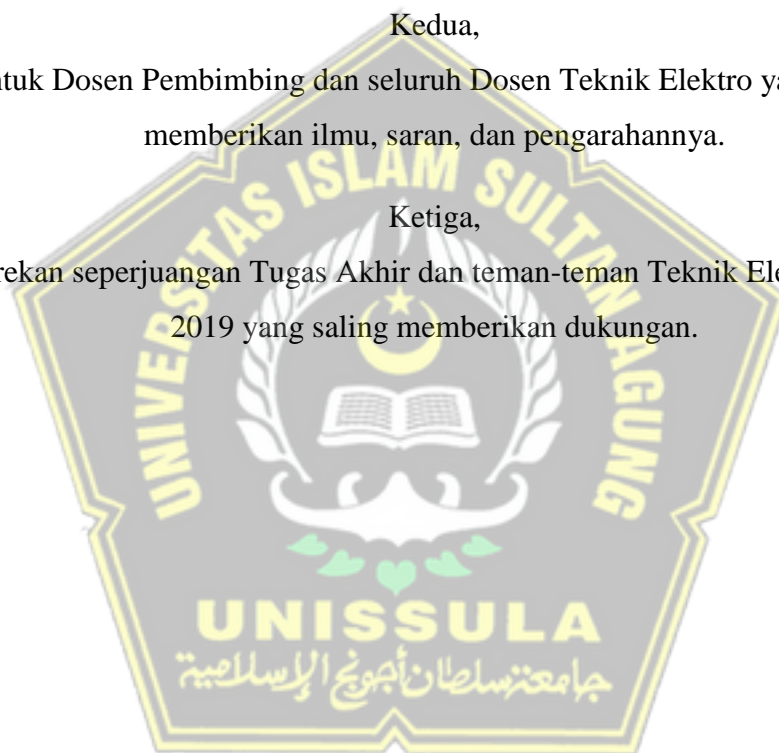 Kedua,
ntuk Dosen Pembimbing dan seluruh Dosen Teknik Elektro ya
memberikan ilmu, saran, dan pengarahannya.
Ketiga,
rekan seperjuangan Tugas Akhir dan teman-teman Teknik Ele
2019 yang saling memberikan dukungan.
UNIVERSITAS ISLAM SULTAN AGUNG
UNISSULA
جامعة سلطان أجونج الإسلامية